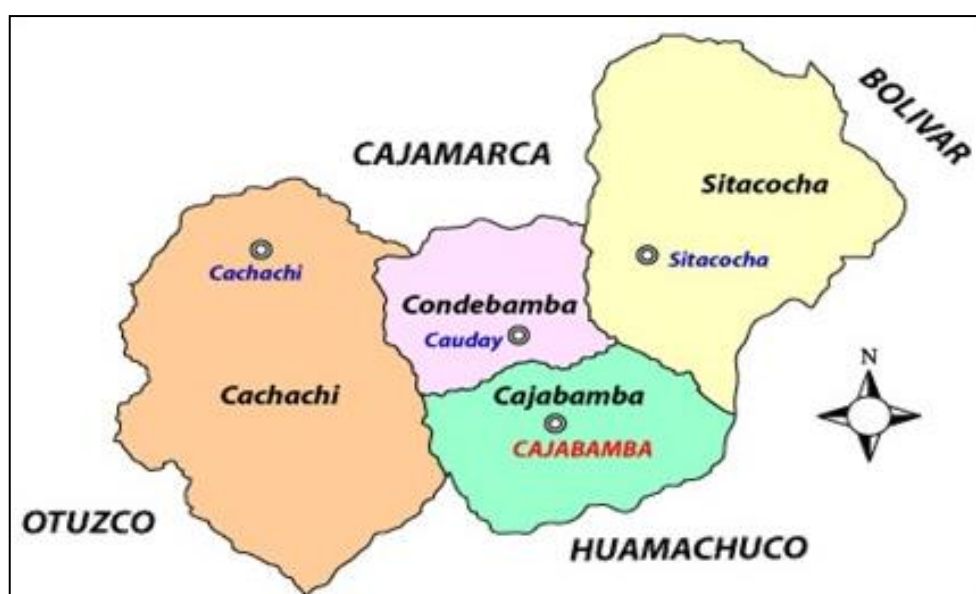 BOLIVAR
CAJAMARCA
Sitacocha
Sitacocha
Cachachi
Condebamba
Cauday
Cachachi
Cajabamba
CAJABAMBA
N
OTUZCO
HUAMACHUCO